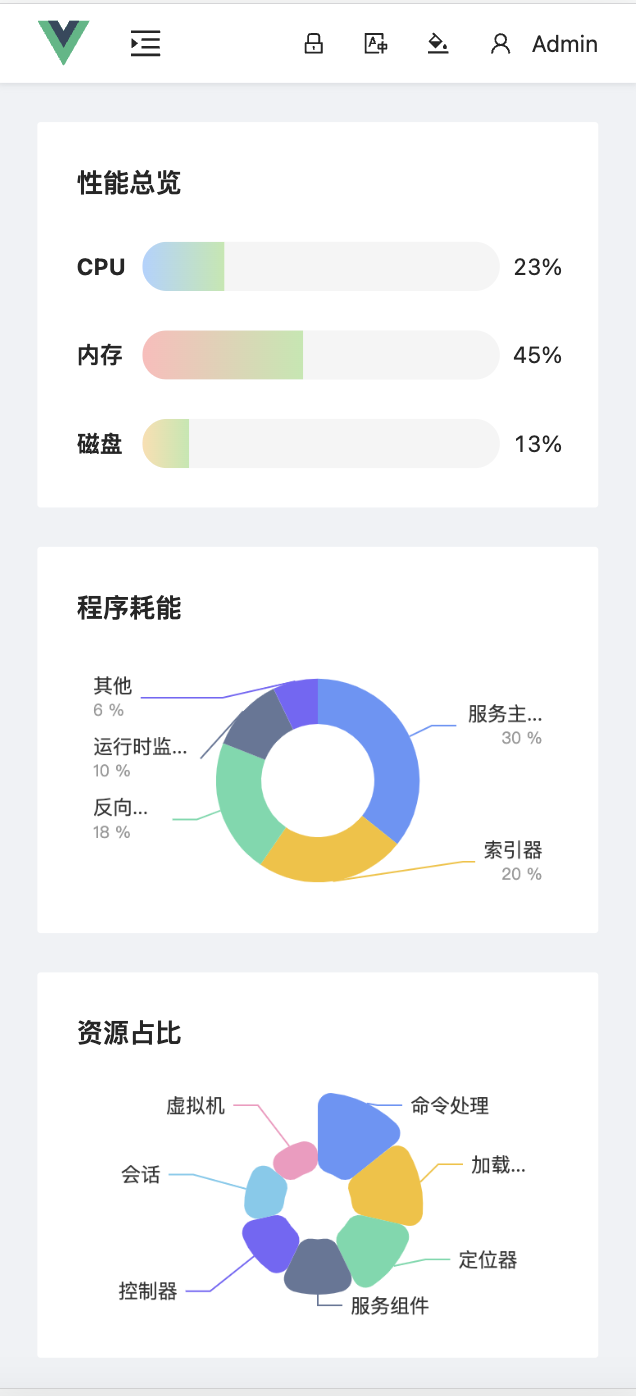 Admin
性能总览
CPU 23%
内存 45%
磁盘 13%
程序耗能
其他
6 %
服务主...
30 %
运行时监...
10 %
反向...
18 %
索引器
20 %
资源占比
虚拟机 命令处理
会话 加载...
定位器
控制器
服务组件